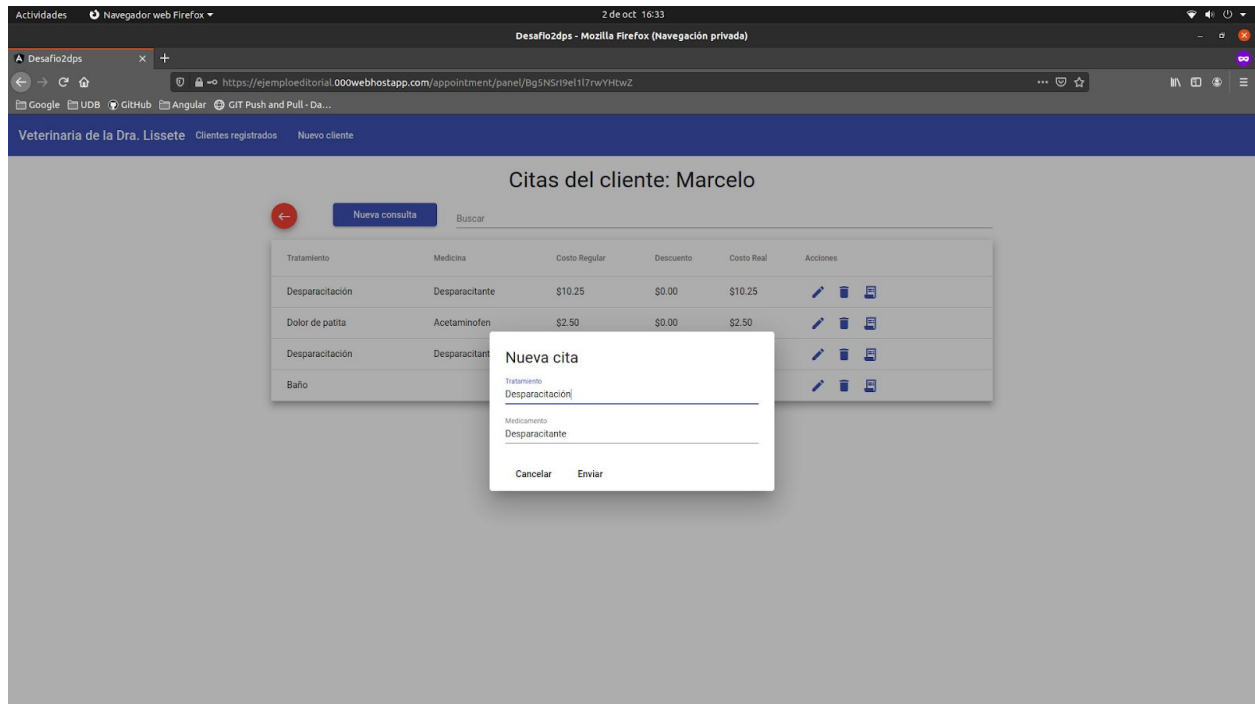 Actividades Navegador web Firefox 2 de oct 16:33
Desafio2dps - Mozilla Firefox (Navegación privada)
Desafio2dps
https://ejemploeditorial.000webhostapp.com/appointment/panel/Bg5NSrI9el1l7rwYHtwZ
Google UDB GitHub Angular GIT Push and Pull - Da...
Veterinaria de la Dra. Lissete Clientes registrados Nuevo cliente
Citas del cliente: Marcelo
Nueva consulta Buscar
Tratamiento Medicina Costo Regular Descuento Costo Real Acciones
Desparacitación Desparacitante $10.25 $0.00 $10.25
Dolor de patita Acetaminofen $2.50 $0.00 $2.50
Desparacitación Desparacitant
Baño
Nueva cita
Tratamiento
Desparacitación
Medicamento
Desparacitante
Cancelar Enviar